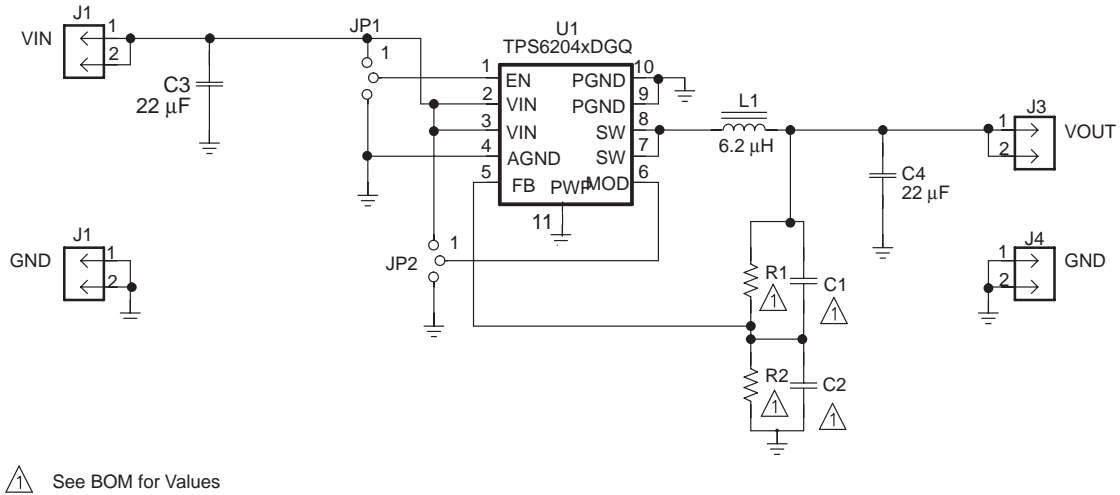 J1
VIN
1
2
C3
22 μF
JP1
1
U1
TPS6204xDGQ
1 EN PGND 10
2 VIN PGND 9
3 VIN SW 8
4 AGND SW 7
5 FB PWP MOD 6
11
L1
6.2 μH
J3
1
2
VOUT
C4
22 μF
J1
GND
1
2
JP2
1
R1
1
C1
1
R2
1
C2
1
J4
1
2
GND
1 See BOM for Values